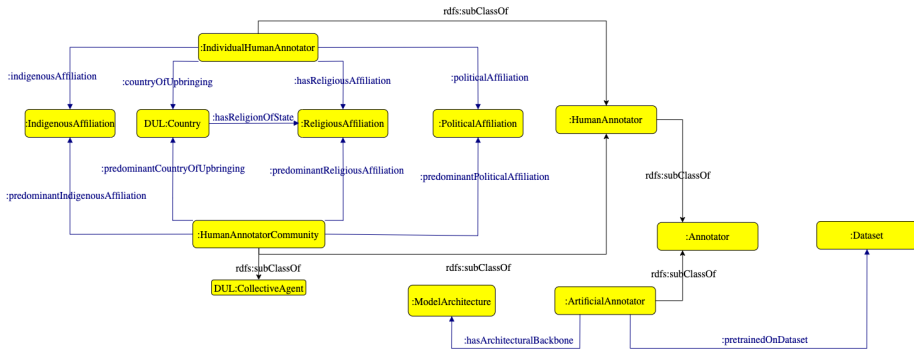 rdfs:subClassOf
:IndividualHumanAnnotator
:indigenousAffiliation
:countryOfUpbringing
:hasReligiousAffiliation
:politicalAffiliation
:IndigenousAffiliation
DUL:Country
:hasReligionOfState
:ReligiousAffiliation
:PoliticalAffiliation
:HumanAnnotator
:predominantCountryOfUpbringing
:predominantReligiousAffiliation
:predominantPoliticalAffiliation
rdfs:subClassOf
:predominantIndigenousAffiliation
:HumanAnnotatorCommunity
:Annotator
:Dataset
rdfs:subClassOf
rdfs:subClassOf
rdfs:subClassOf
DUL:CollectiveAgent
:ModelArchitecture
:ArtificialAnnotator
:hasArchitecturalBackbone
:pretrainedOnDataset